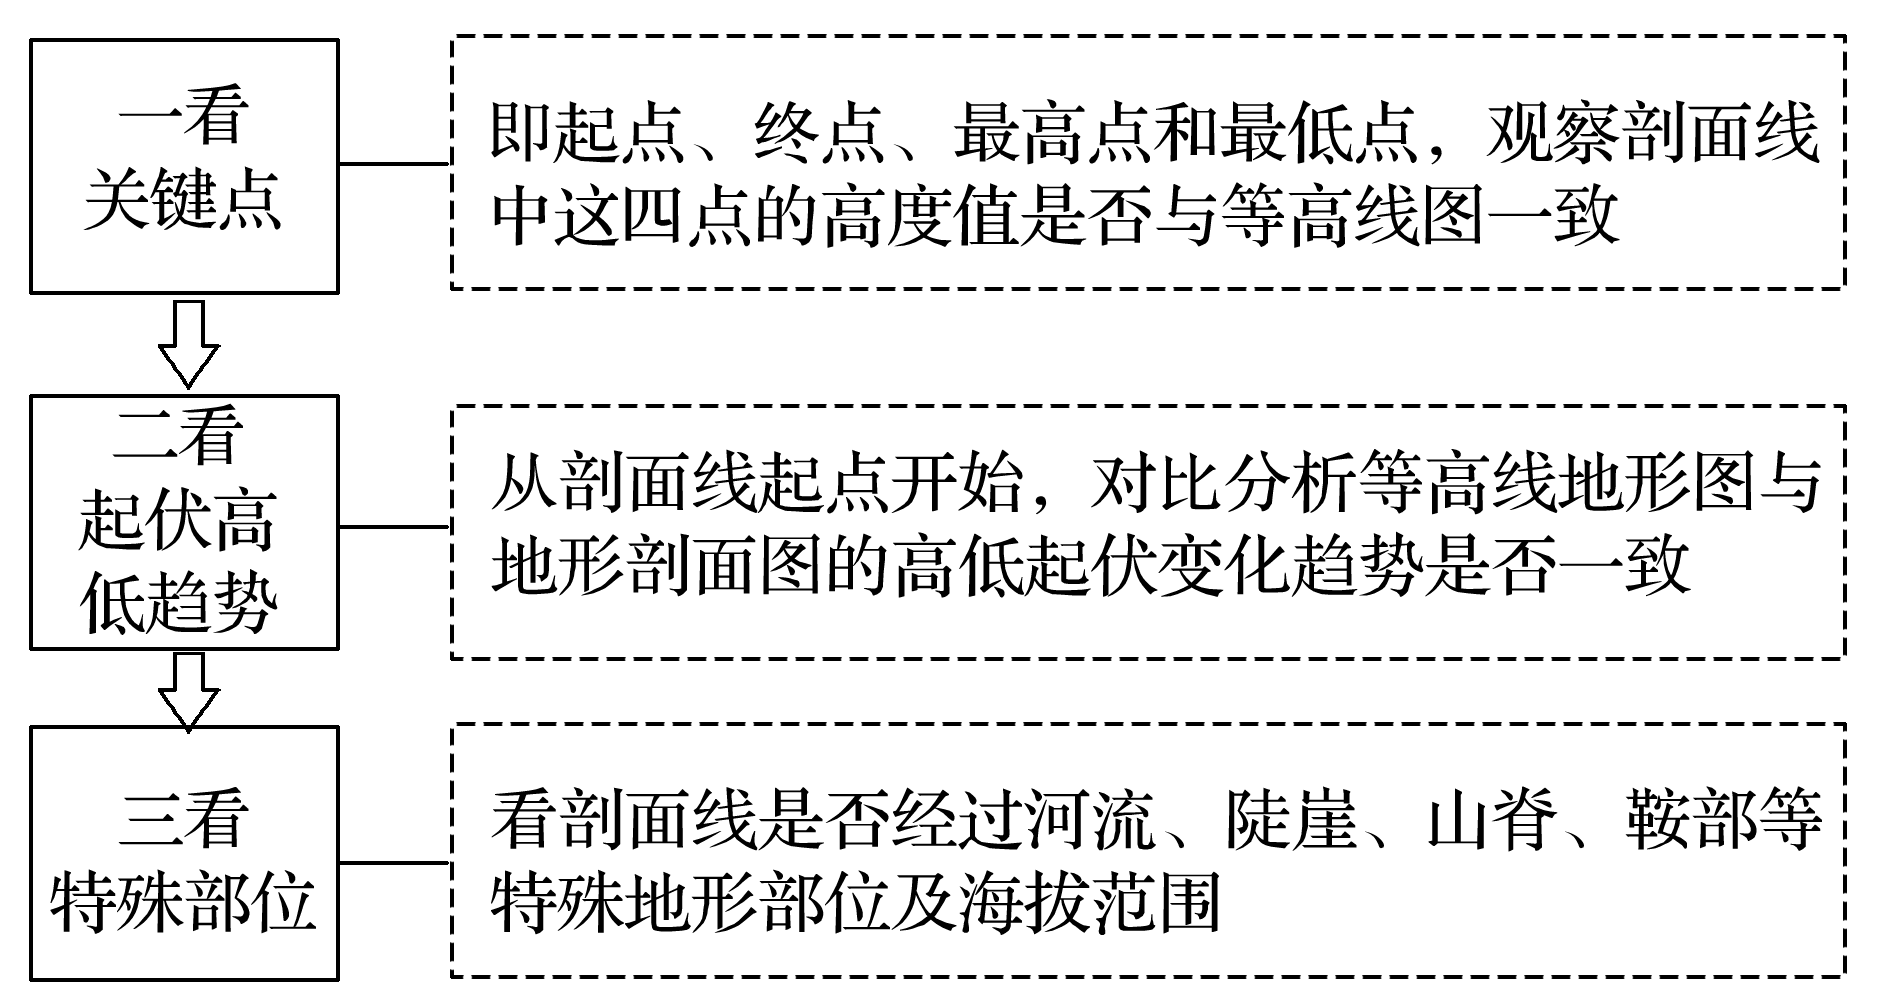 一看
关键点
即起点、终点、最高点和最低点，观察剖面线
中这四点的高度值是否与等高线图一致
二看
起伏高
低趋势
从剖面线起点开始，对比分析等高线地形图与
地形剖面图的高低起伏变化趋势是否一致
三看
特殊部位
看剖面线是否经过河流、陡崖、山脊、鞍部等
特殊地形部位及海拔范围